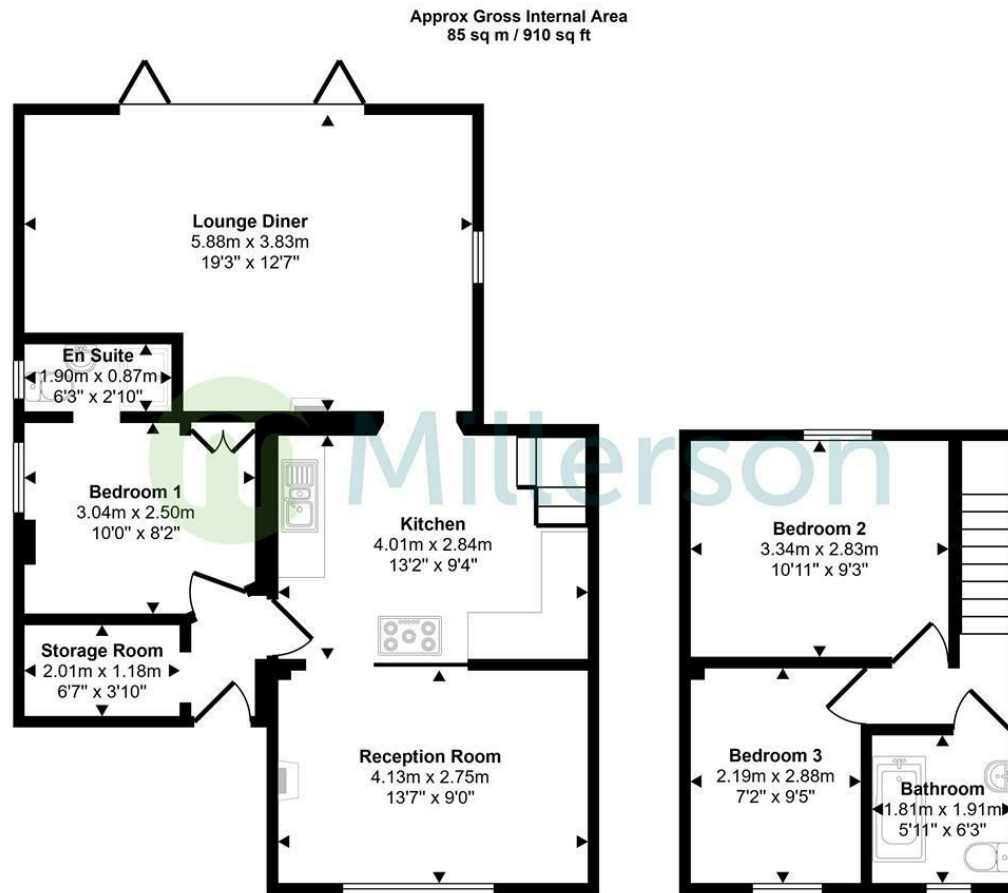 Approx Gross Internal Area
85 sq m / 910 sq ft
Lounge Diner
5.88m x 3.83m
19'3" x 12'7"
En Suite
1.90m x 0.87m
6'3" x 2'10"
Millerson
Bedroom 1
3.04m x 2.50m
10'0" x 8'2"
Kitchen
4.01m x 2.84m
13'2" x 9'4"
Bedroom 2
3.34m x 2.83m
10'11" x 9'3"
Storage Room
2.01m x 1.18m
6'7" x 3'10"
Reception Room
4.13m x 2.75m
13'7" x 9'0"
Bedroom 3
2.19m x 2.88m
7'2" x 9'5"
Bathroom
1.81m x 1.91m
5'11" x 6'3"